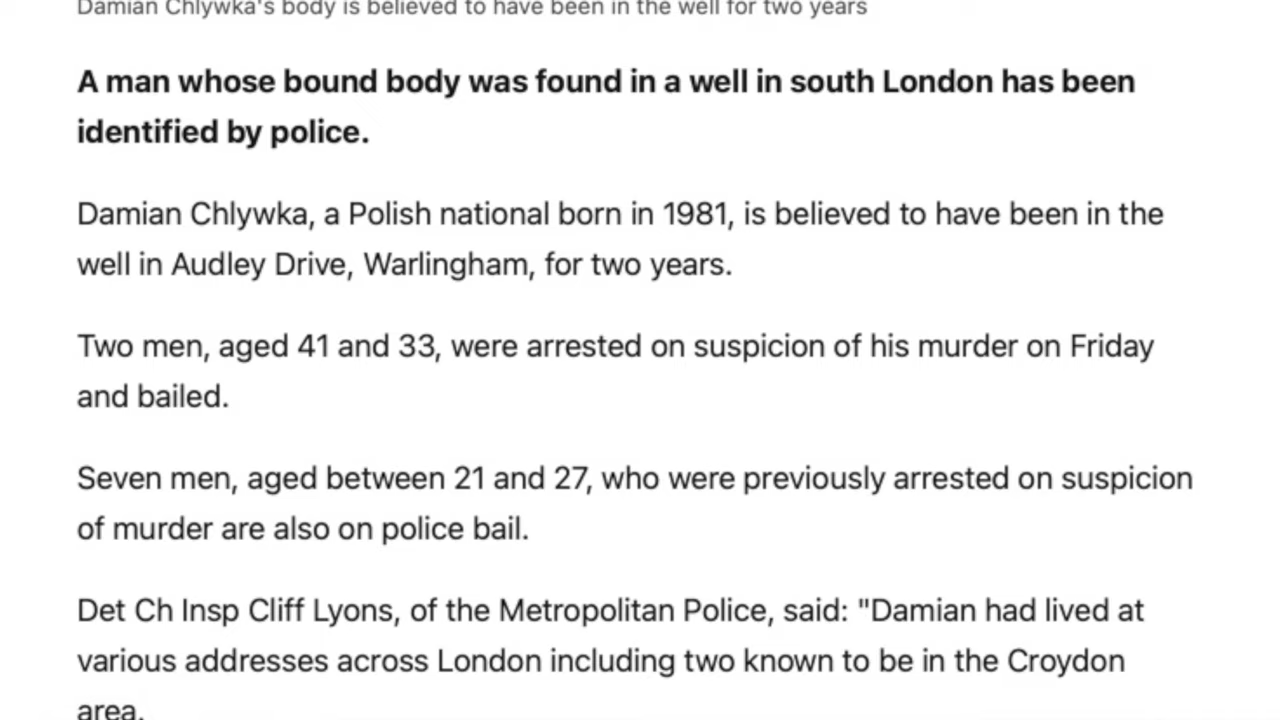 Damian Chlywka's body is believed to have been in the well for two years
A man whose bound body was found in a well in south London has been
identified by police.
Damian Chlywka, a Polish national born in 1981, is believed to have been in the
well in Audley Drive, Warlingham, for two years.
Two men, aged 41 and 33, were arrested on suspicion of his murder on Friday
and bailed.
Seven men, aged between 21 and 27, who were previously arrested on suspicion
of murder are also on police bail.
Det Ch Insp Cliff Lyons, of the Metropolitan Police, said: "Damian had lived at
various addresses across London including two known to be in the Croydon
area.